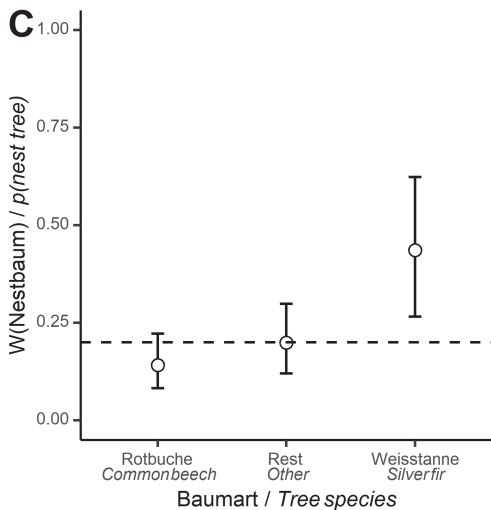 C
W(Nestbaum) / p(nest tree)
1.00
0.75
0.50
0.25
0.00
Rotbuche Rest Weisstanne
Commonbeech Other Silverfir
Baumart / Tree species